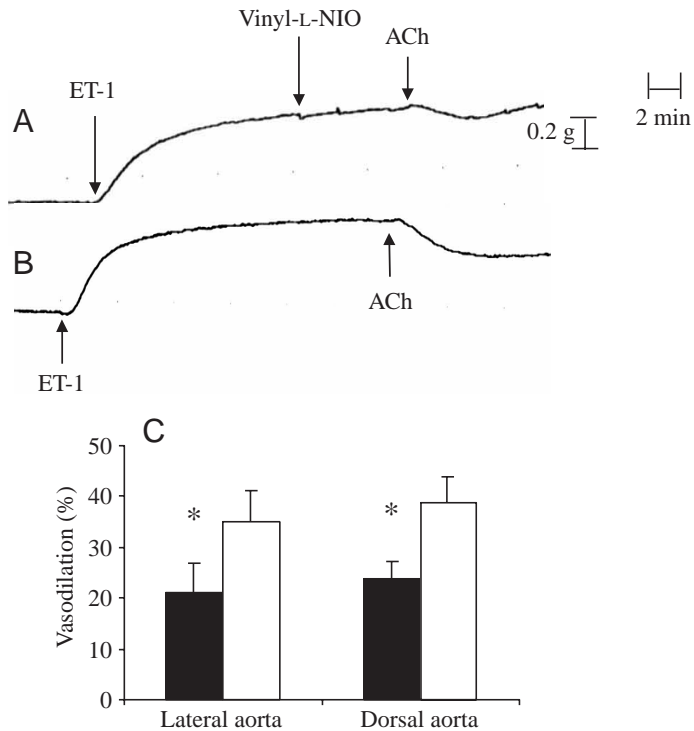 Vinyl-L-NIO
ACh
ET-1
A
0.2 g
2 min
B
ACh
ET-1
C
50
40
30
20
10
0
Vasodilation (%)
*
*
Lateral aorta
Dorsal aorta